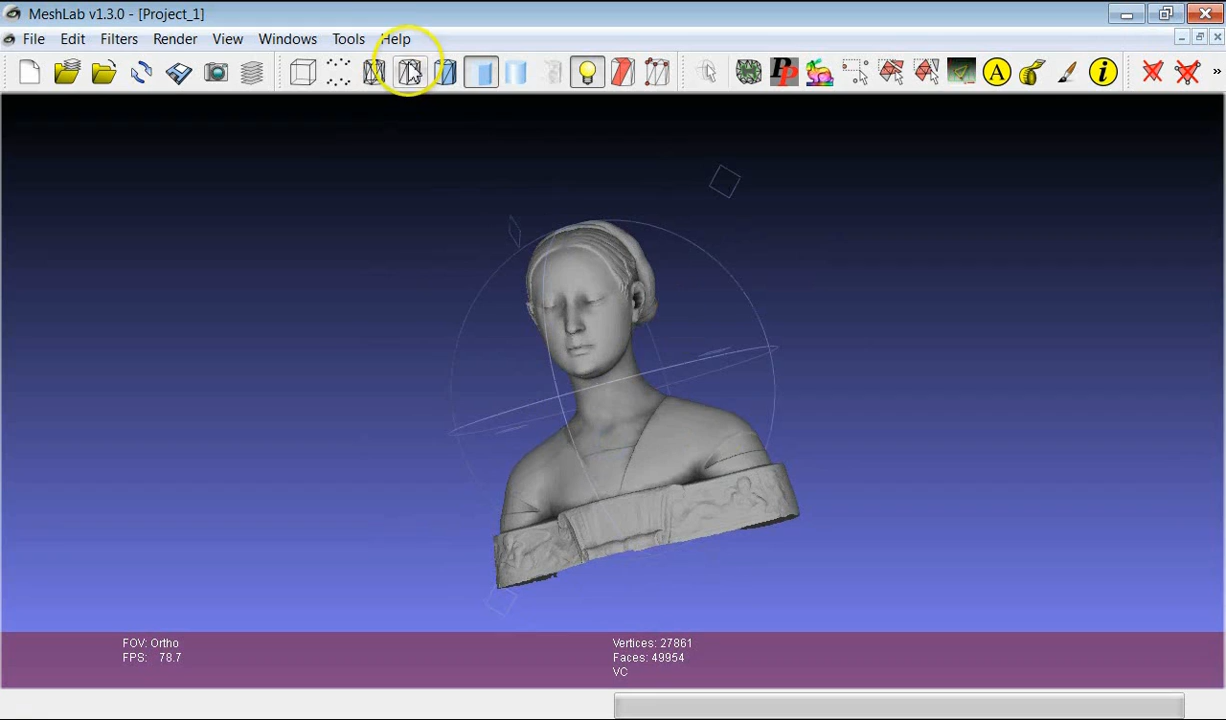 MeshLab v1.3.0 - [Project_1]
File Edit Filters Render View Windows Tools Help
A i »
FOV: Ortho
FPS: 78.7
Vertices: 27861
Faces: 49954
VC